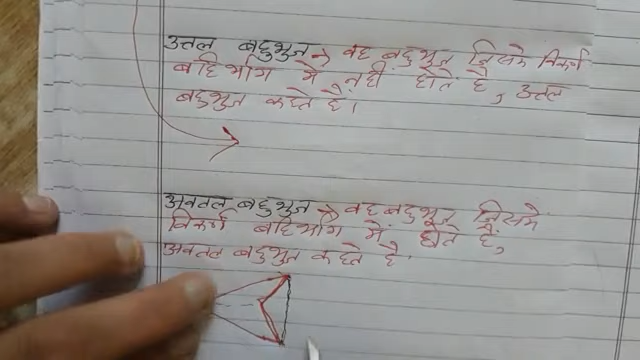 उत्तल बहुभुज → वह बहुभुज जिसके विकर्ण
बहिर्भाग में नहीं होते है, उत्तल
बहुभुज कहते है।
अवतल बहुभुज → वह बहुभुज जिसके
विकर्ण बहिर्भाग में होते हैं,
अवतल बहुभुज कहते है.